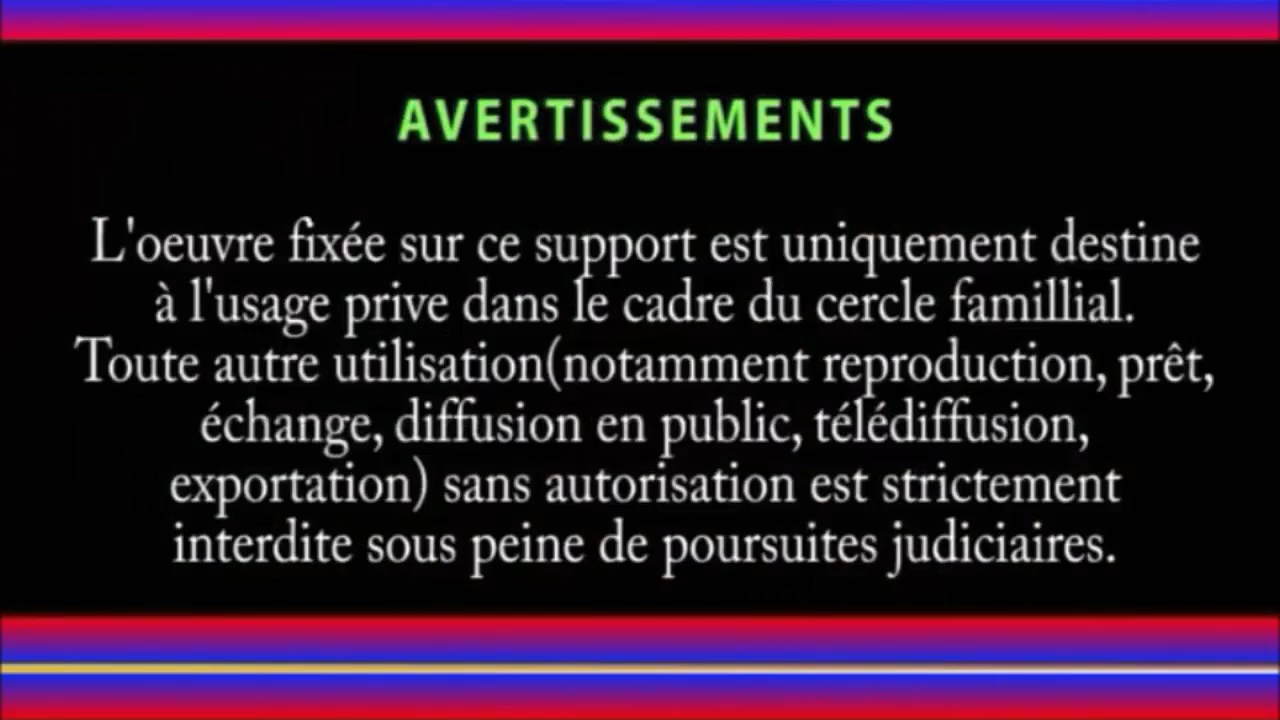 AVERTISSEMENTS
L'oeuvre fixée sur ce support est uniquement destine
à l'usage prive dans le cadre du cercle famillial.
Toute autre utilisation(notamment reproduction, prêt,
échange, diffusion en public, télédiffusion,
exportation) sans autorisation est strictement
interdite sous peine de poursuites judiciaires.